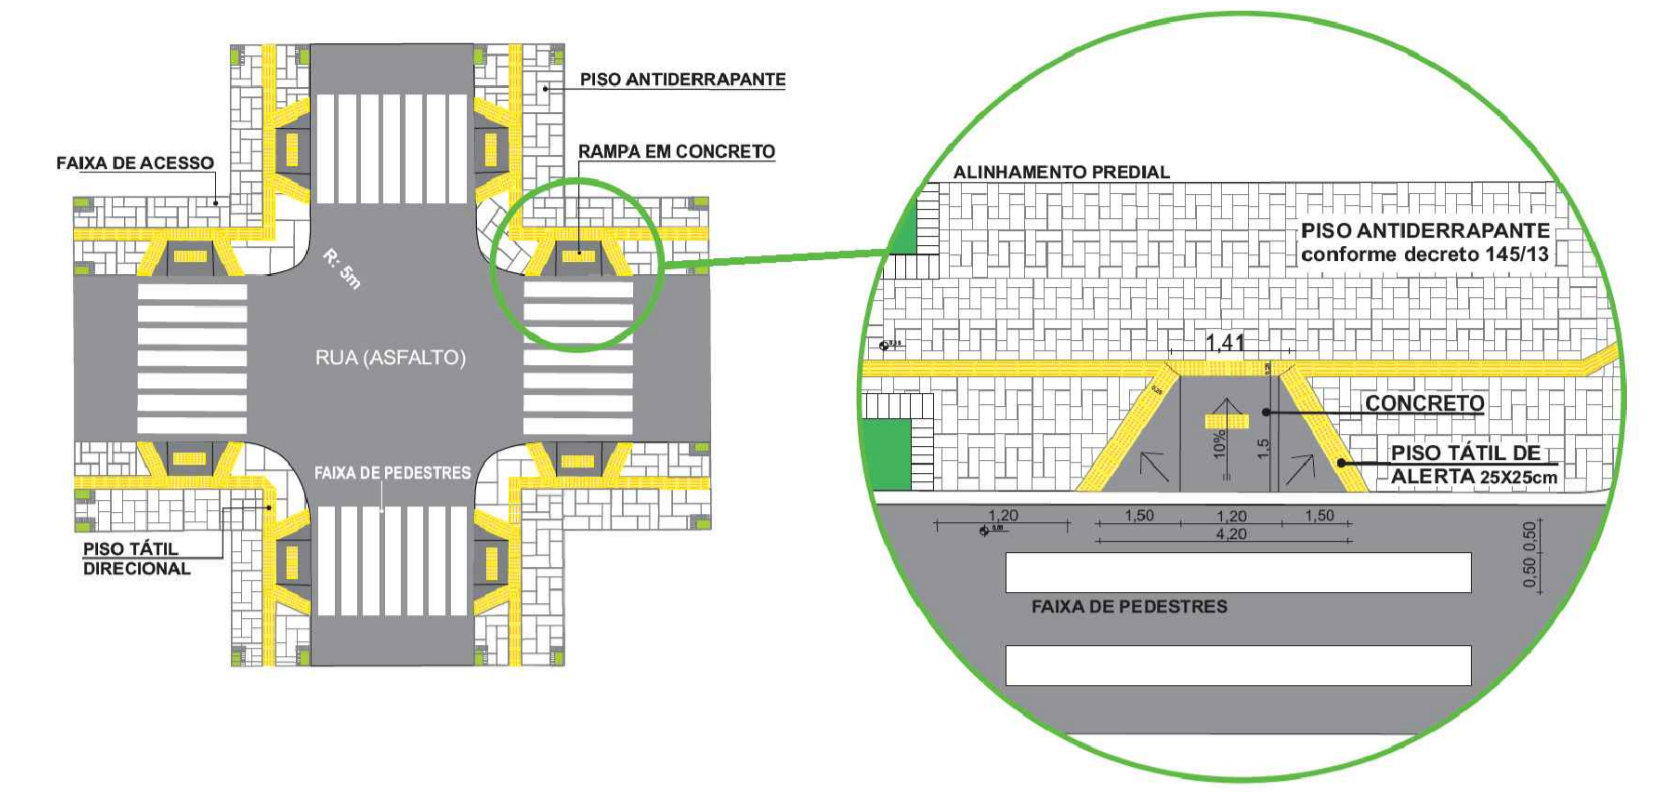 PISO ANTIDERRAPANTE
FAIXA DE ACESSO
RAMPA EM CONCRETO
R: 5m
RUA (ASFALTO)
FAIXA DE PEDESTRES
PISO TÁTIL
DIRECIONAL
ALINHAMENTO PREDIAL
PISO ANTIDERRAPANTE
conforme decreto 145/13
1,41
CONCRETO
10%
1,5
PISO TÁTIL DE
ALERTA 25X25cm
1,20
1,50
1,20
1,50
4,20
0,50
0,50
FAIXA DE PEDESTRES